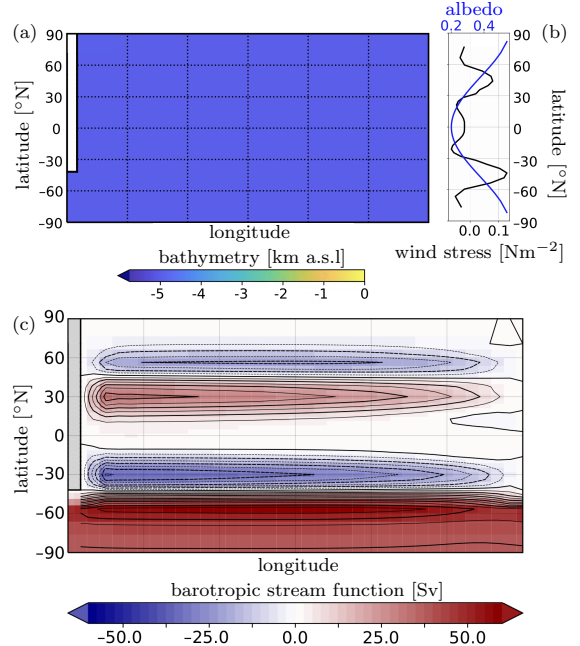 (a)
90
60
30
0
−30
−60
−90
latitude [°N]
longitude
bathymetry [km a.s.l]
-5 -4 -3 -2 -1 0
albedo
0.2 0.4
(b)
90
60
30
0
−30
−60
−90
latitude [°N]
0.0 0.1
wind stress [Nm−2]
(c)
90
60
30
0
−30
−60
−90
latitude [°N]
longitude
barotropic stream function [Sv]
−50.0 −25.0 0.0 25.0 50.0